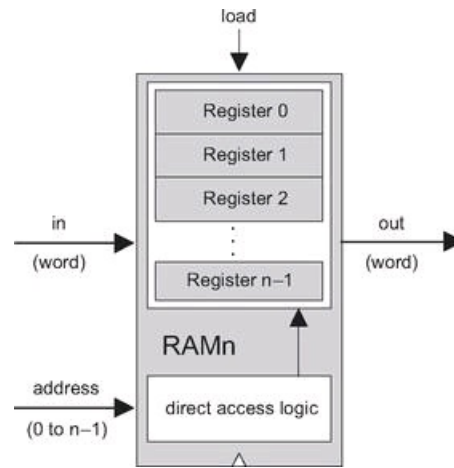 load
Register 0
Register 1
Register 2
in
(word)
out
(word)
Register n–1
RAMn
address
(0 to n–1)
direct access logic